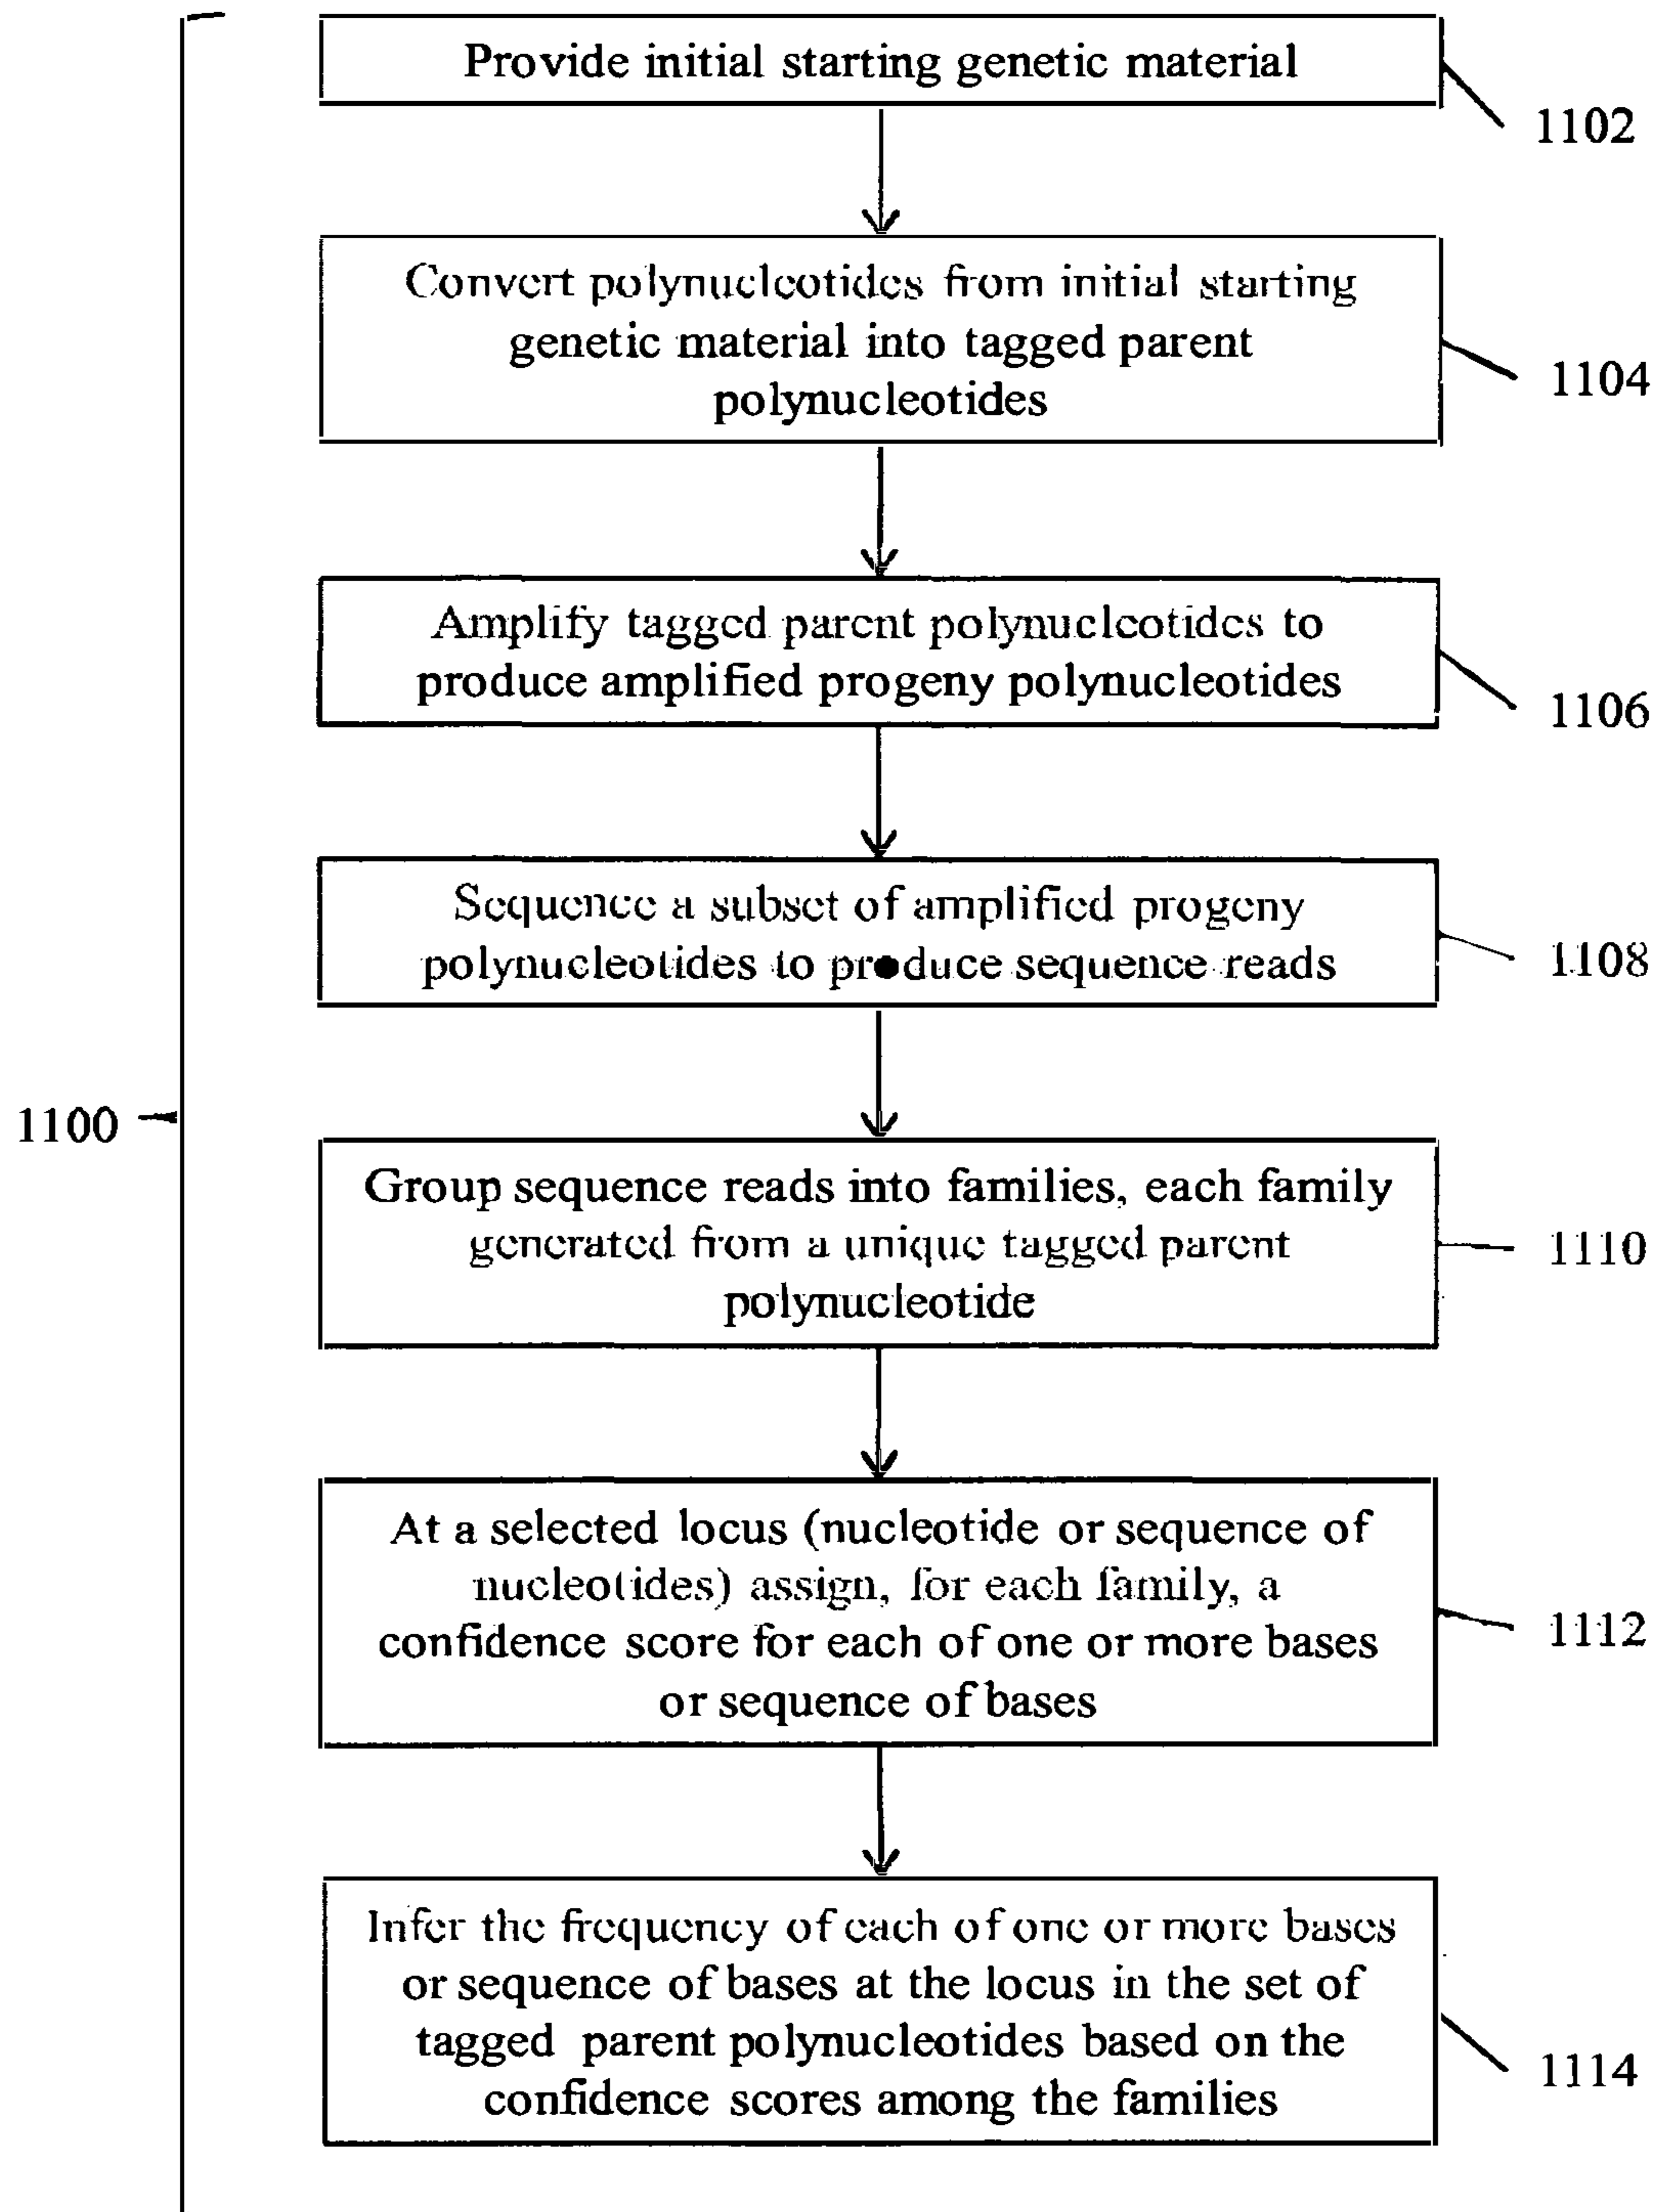 Provide initial starting genetic material
1102
Convert polynucleotides from initial starting
genetic material into tagged parent
polynucleotides
1104
Amplify tagged parent polynucleotides to
produce amplified progeny polynucleotides
1106
Sequence a subset of amplified progeny
polynucleotides to produce sequence reads
1108
1100
Group sequence reads into families, each family
generated from a unique tagged parent
polynucleotide
1110
At a selected locus (nucleotide or sequence of
nucleotides) assign, for each family, a
confidence score for each of one or more bases
or sequence of bases
1112
Infer the frequency of each of one or more bases
or sequence of bases at the locus in the set of
tagged parent polynucleotides based on the
confidence scores among the families
1114